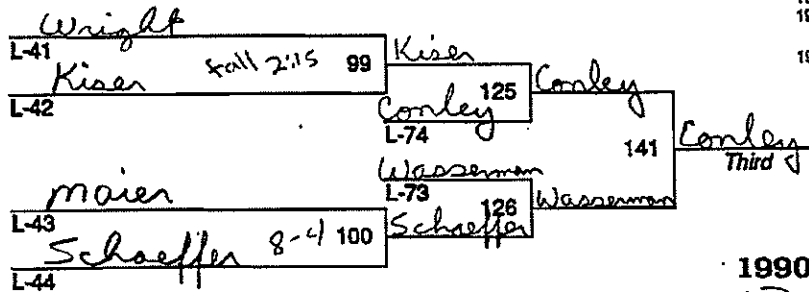 Wright
L-41
fall 2:15 99 Kiser
Kiser
125 Conley
L-42
Conley
L-74
141 Conley
Third
Wasserman
Maier
L-73
L-43
126 Wasserman
Schaeffer 8-4 100 Schaeffer
L-44
1990